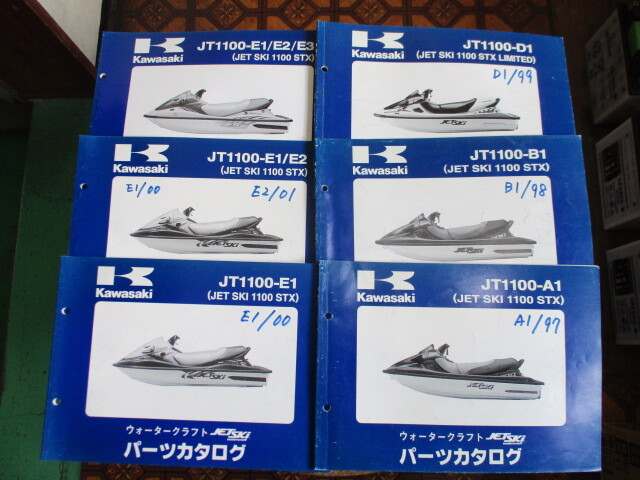 Kawasaki
JT1100-E1/E2/E3
(JET SKI 1100 STX)
Kawasaki
JT1100-D1
(JET SKI 1100 STX LIMITED)
D1/99
Kawasaki
JT1100-E1/E2
(JET SKI 1100 STX)
E1/00
E2/01
Kawasaki
JT1100-B1
(JET SKI 1100 STX)
B1/98
Kawasaki
JT1100-E1
(JET SKI 1100 STX)
E1/00
ウォータークラフト JET SKI
パーツカタログ
Kawasaki
JT1100-A1
(JET SKI 1100 STX)
A1/97
ウォータークラフト JET SKI
パーツカタログ